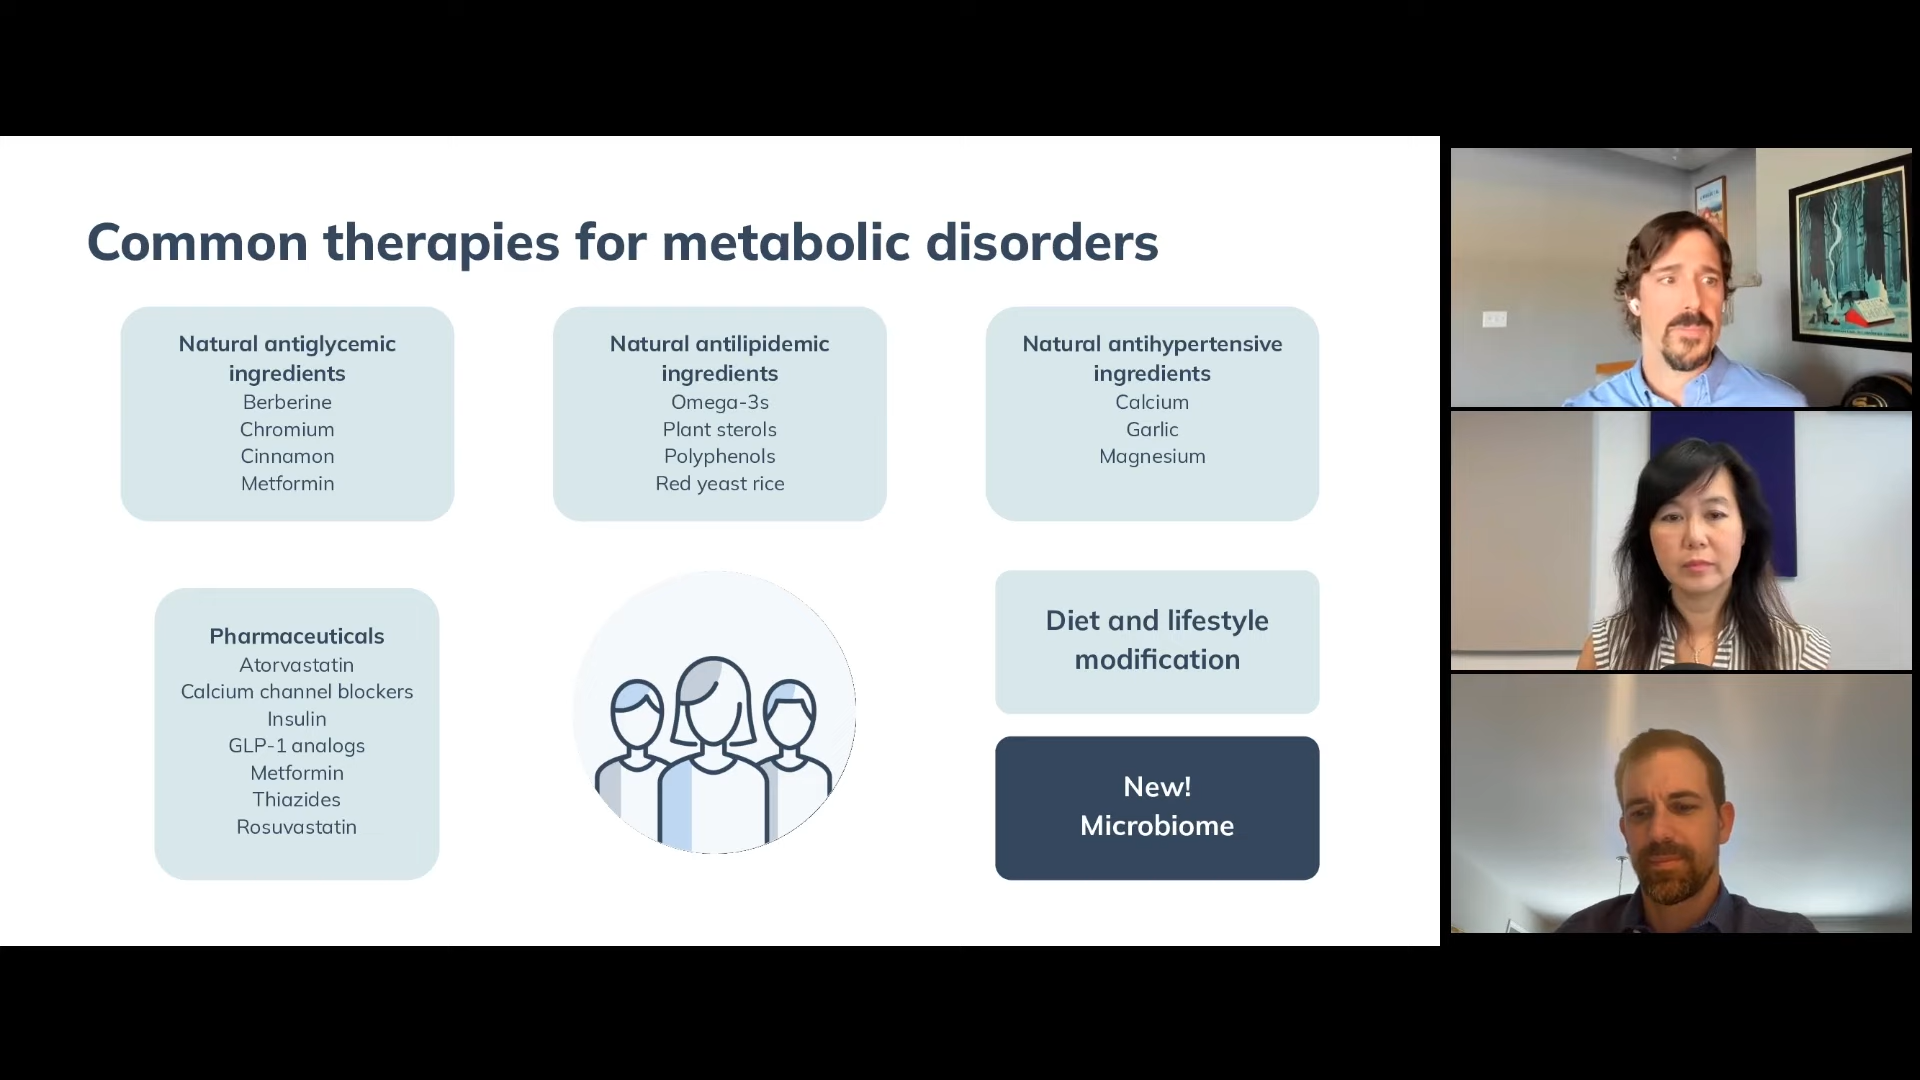 Common therapies for metabolic disorders
Natural antiglycemic
ingredients
Berberine
Chromium
Cinnamon
Metformin
Natural antilipidemic
ingredients
Omega-3s
Plant sterols
Polyphenols
Red yeast rice
Natural antihypertensive
ingredients
Calcium
Garlic
Magnesium
Pharmaceuticals
Atorvastatin
Calcium channel blockers
Insulin
GLP-1 analogs
Metformin
Thiazides
Rosuvastatin
Diet and lifestyle
modification
New!
Microbiome